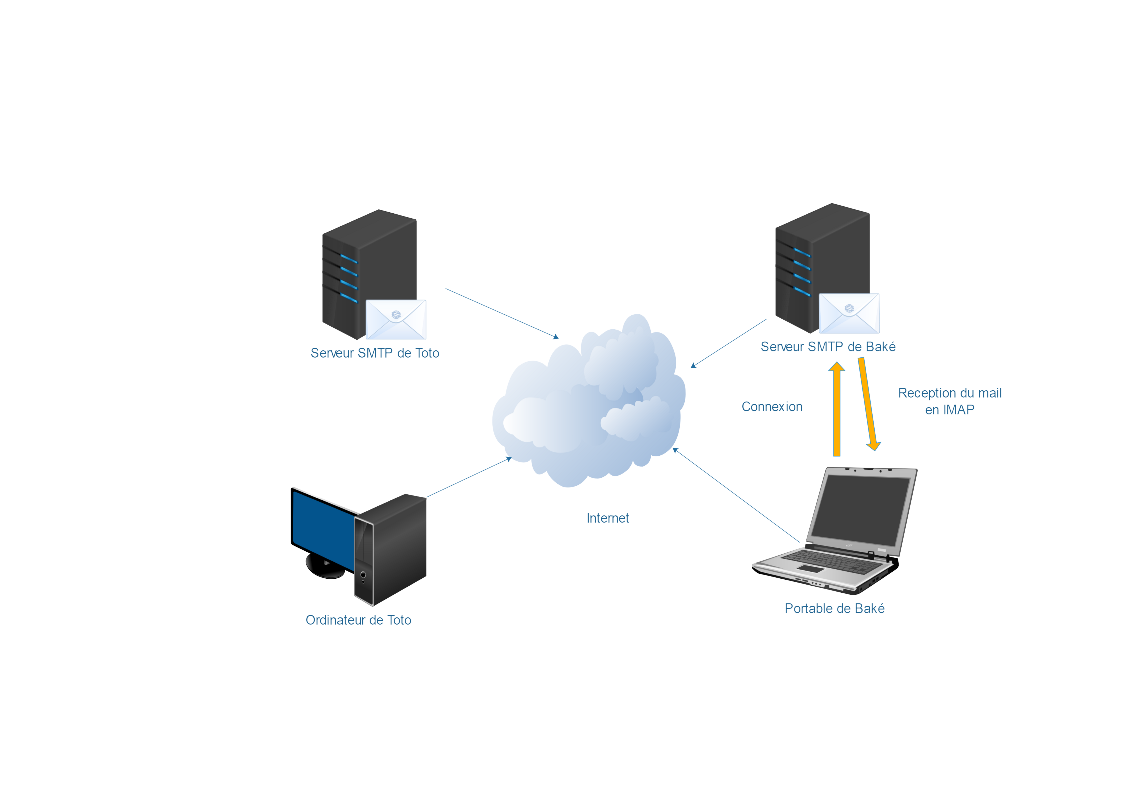 Serveur SMTP de Toto
Serveur SMTP de Baké
Connexion
Reception du mail
en IMAP
Internet
Ordinateur de Toto
Portable de Baké